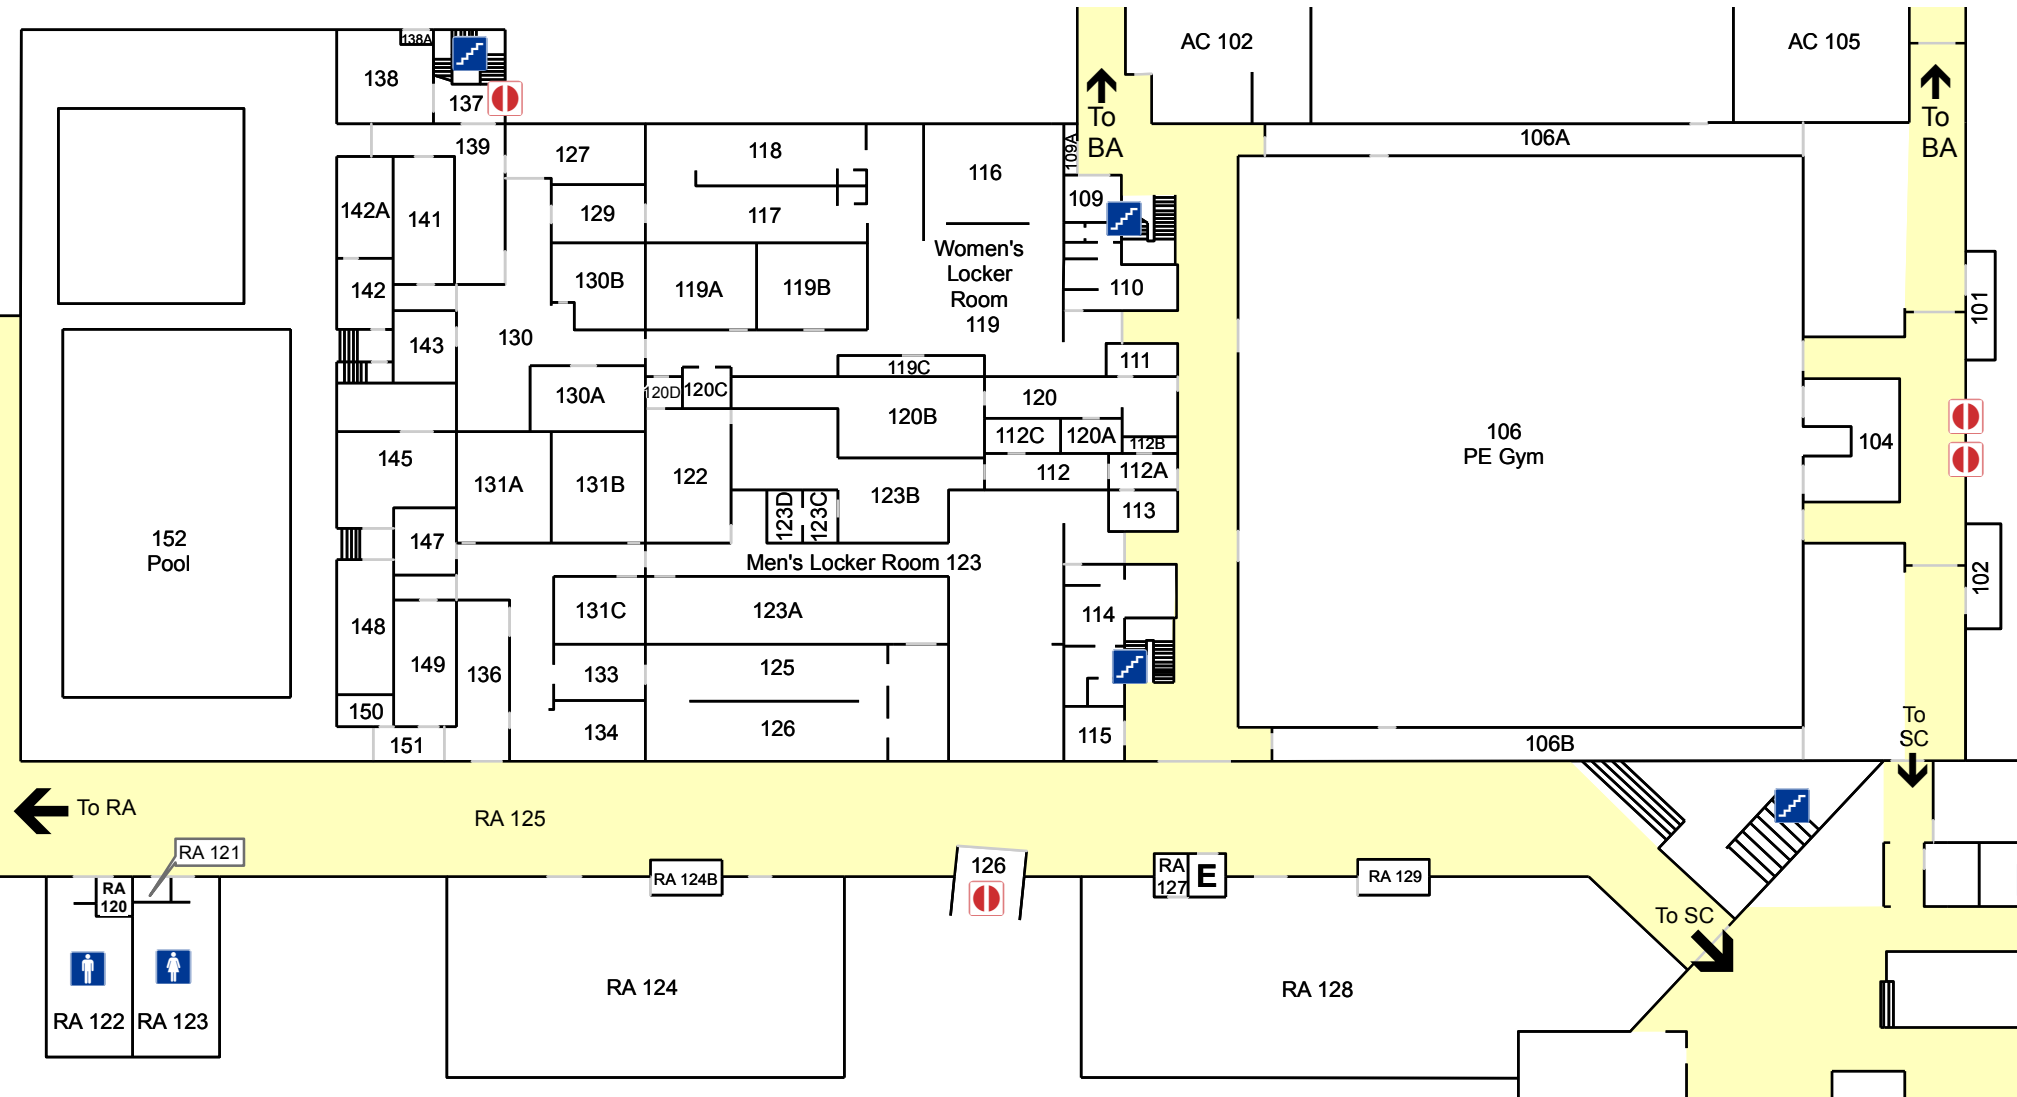 138A
138
137
139
AC 102
AC 105
To
BA
To
BA
106A
127
118
109A
116
109
142A
141
129
117
Women's
Locker
Room
119
142
130B
119A
119B
110
101
143
130
111
119C
130A
120D
120C
120
120B
106
PE Gym
104
112C
120A
112B
145
131A
131B
122
112
112A
123B
123D
123C
113
152
Pool
147
Men's Locker Room 123
102
148
131C
123A
114
149
136
133
125
150
134
126
115
151
106B
To
SC
To RA
RA 125
RA 121
RA
120
RA 124B
126
RA
127
E
RA 129
To SC
RA 122
RA 123
RA 124
RA 128